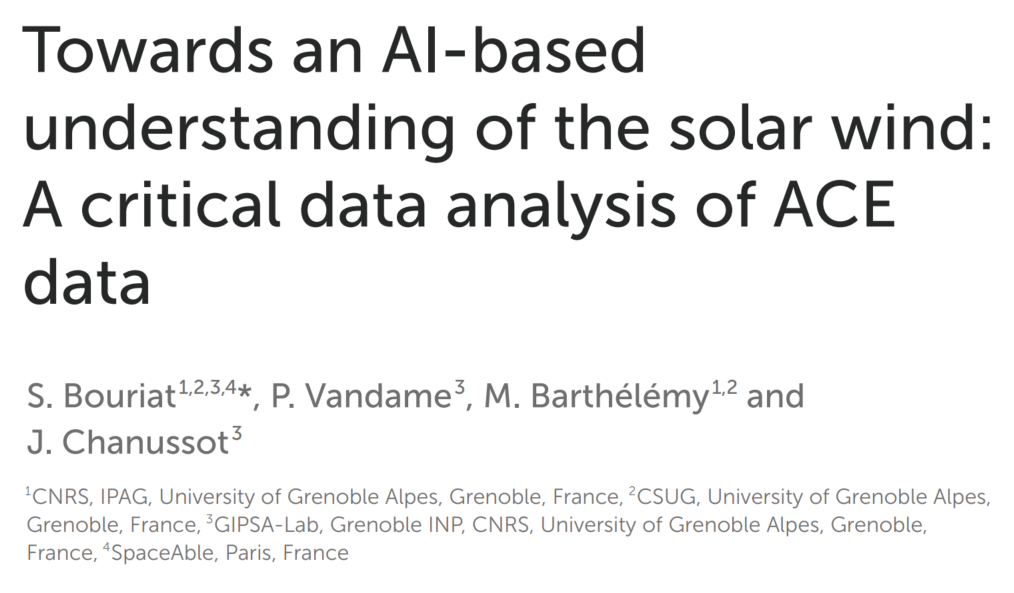 Towards an AI-based
understanding of the solar wind:
A critical data analysis of ACE
data
S. Bouriat1,2,3,4*, P. Vandame3, M. Barthélémy1,2 and
J. Chanussot3
1CNRS, IPAG, University of Grenoble Alpes, Grenoble, France, 2CSUG, University of Grenoble Alpes,
Grenoble, France, 3GIPSA-Lab, Grenoble INP, CNRS, University of Grenoble Alpes, Grenoble,
France, 4SpaceAble, Paris, France